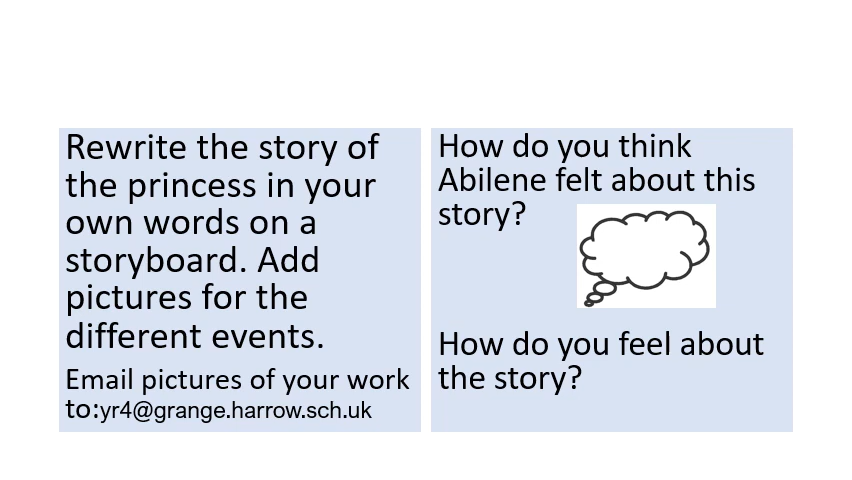 Rewrite the story of
the princess in your
own words on a
storyboard. Add
pictures for the
different events.
Email pictures of your work
to:yr4@grange.harrow.sch.uk
How do you think
Abilene felt about this
story?
How do you feel about
the story?